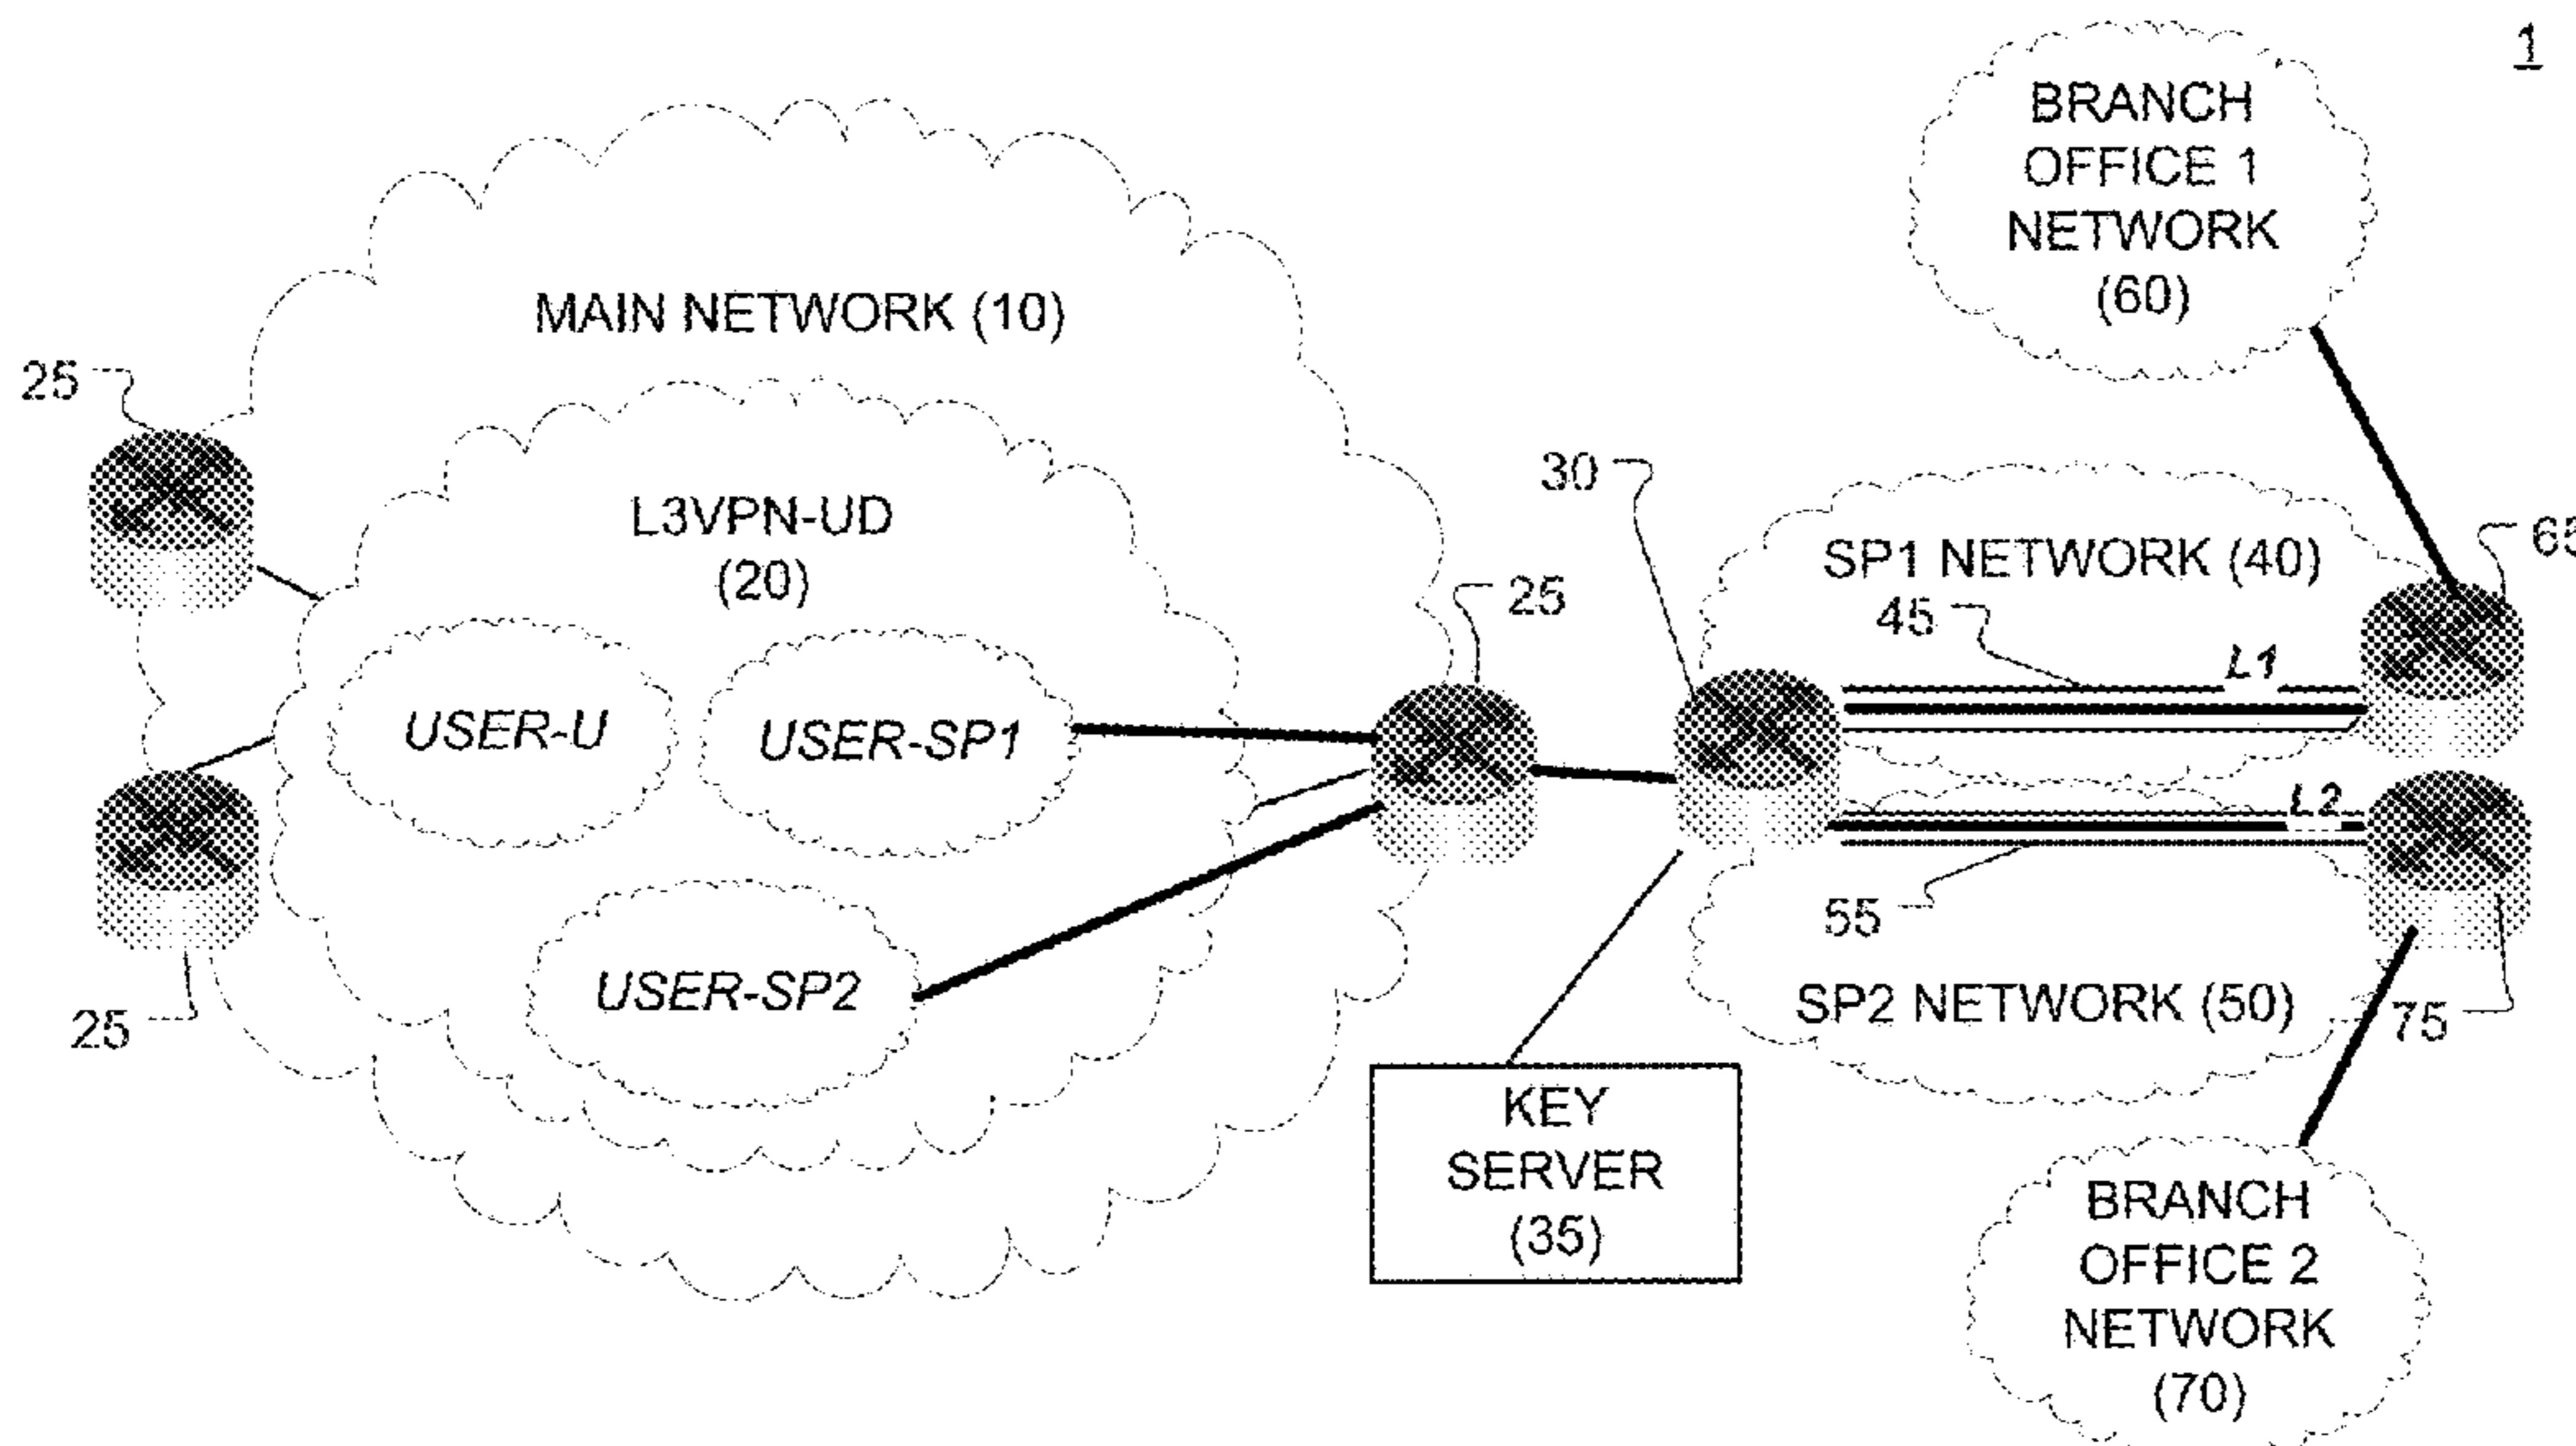 1
BRANCH
OFFICE 1
NETWORK
(60)
MAIN NETWORK (10)
25
30
L3VPN-UD
(20)
SP1 NETWORK (40)
65
25
45
L1
USER-U
USER-SP1
L2
55
USER-SP2
SP2 NETWORK (50)
75
25
KEY
SERVER
(35)
BRANCH
OFFICE 2
NETWORK
(70)